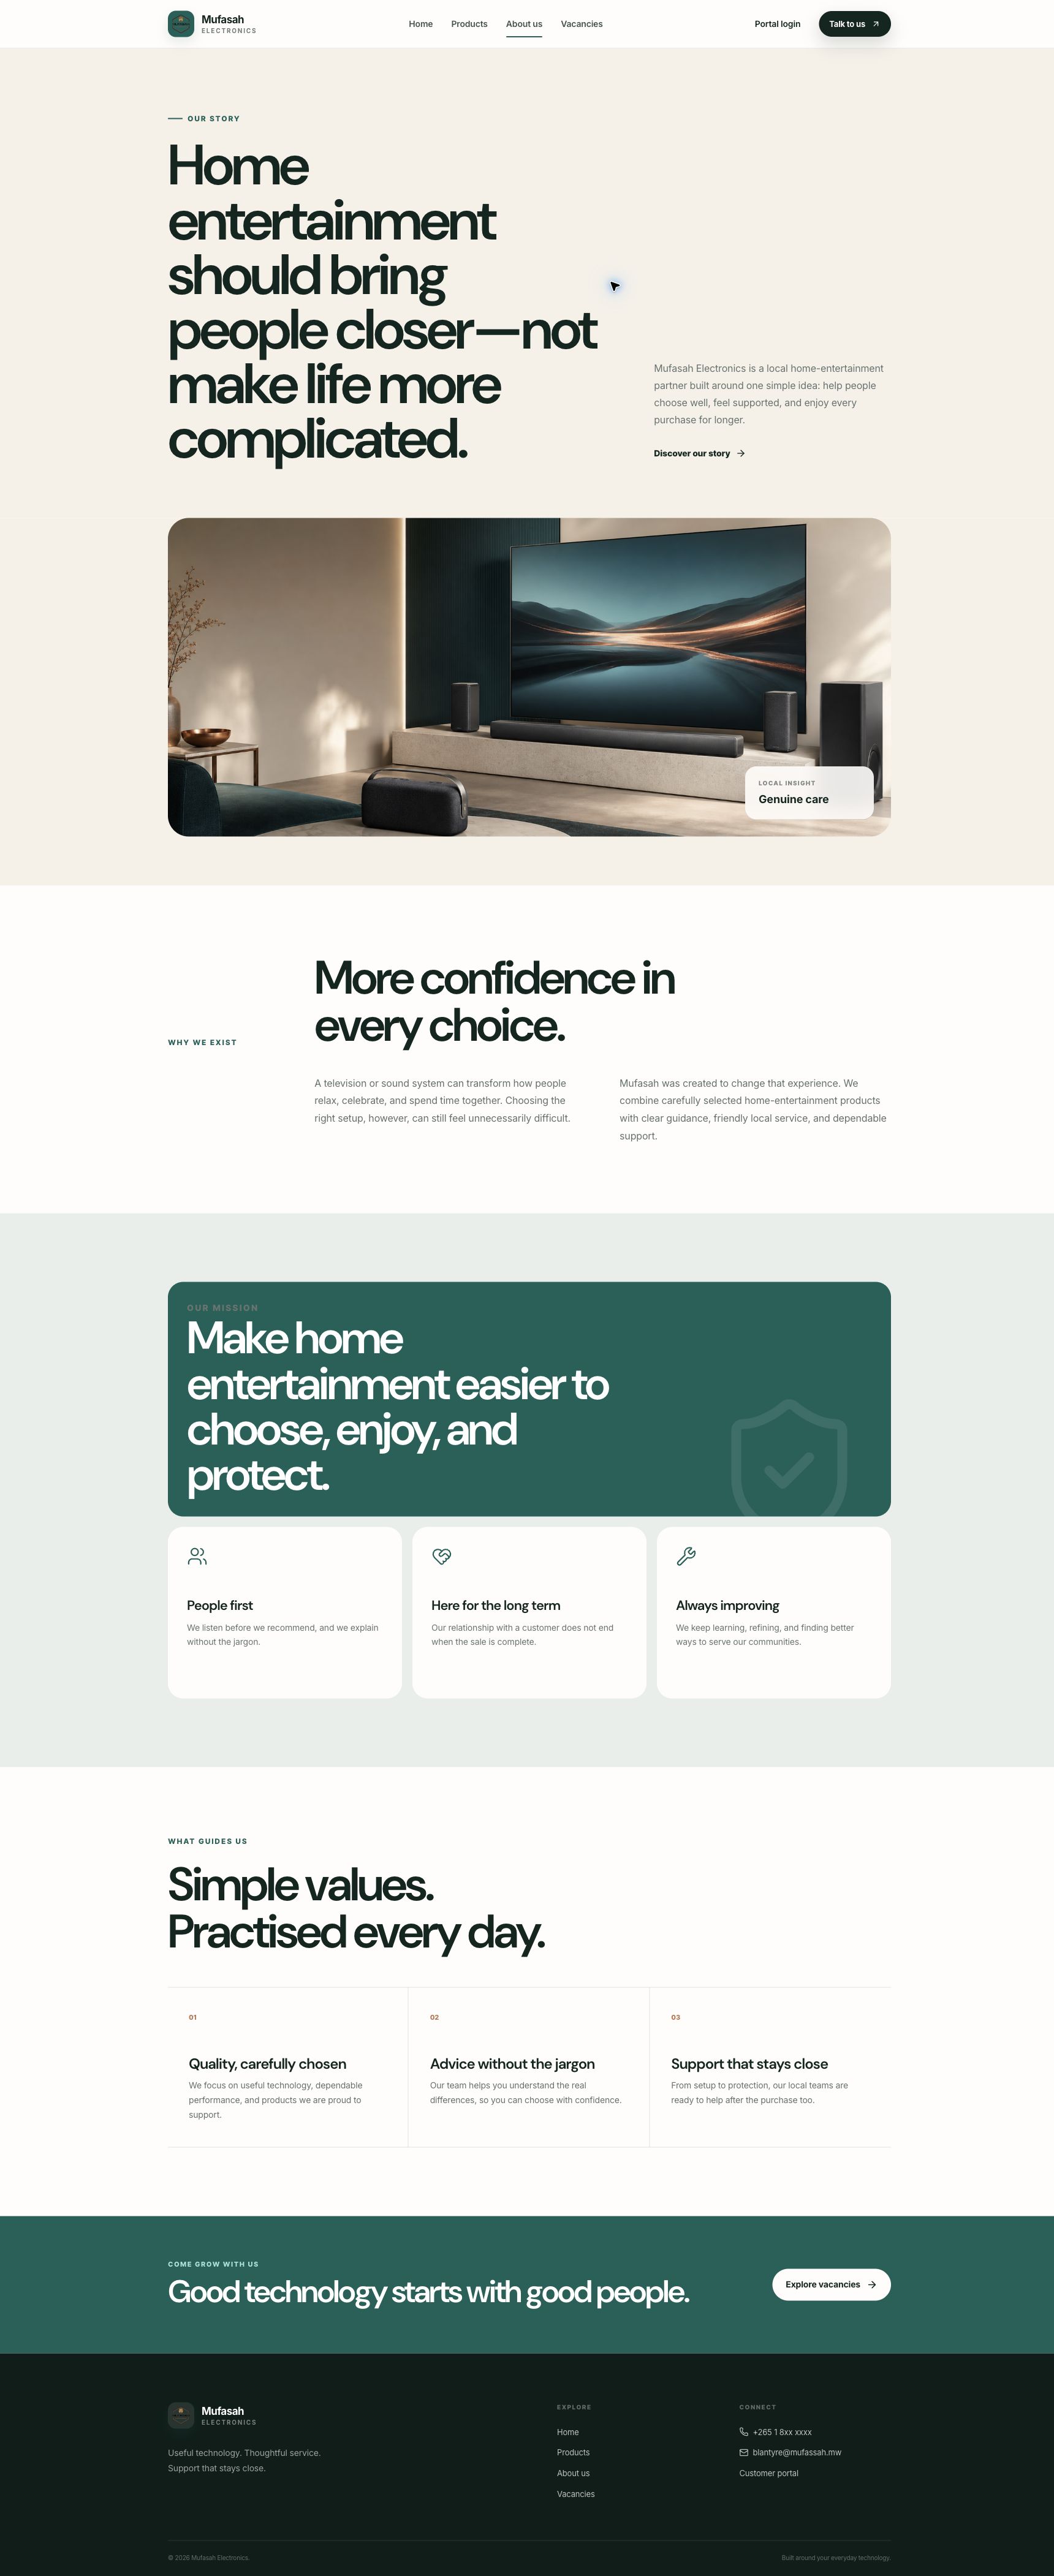 Mufasah
ELECTRONICS
Home
Products
About us
Vacancies
Portal login
Talk to us
OUR STORY
Home
entertainment
should bring
people closer—not
make life more
complicated.
Mufasah Electronics is a local home-entertainment
partner built around one simple idea: help people
choose well, feel supported, and enjoy every
purchase for longer.
Discover our story
LOCAL INSIGHT
Genuine care
WHY WE EXIST
More confidence in
every choice.
A television or sound system can transform how people
relax, celebrate, and spend time together. Choosing the
right setup, however, can still feel unnecessarily difficult.
Mufasah was created to change that experience. We
combine carefully selected home-entertainment products
with clear guidance, friendly local service, and dependable
support.
OUR MISSION
Make home
entertainment easier to
choose, enjoy, and
protect.
People first
We listen before we recommend, and we explain
without the jargon.
Here for the long term
Our relationship with a customer does not end
when the sale is complete.
Always improving
We keep learning, refining, and finding better
ways to serve our communities.
WHAT GUIDES US
Simple values.
Practised every day.
01
Quality, carefully chosen
We focus on useful technology, dependable
performance, and products we are proud to
support.
02
Advice without the jargon
Our team helps you understand the real
differences, so you can choose with confidence.
03
Support that stays close
From setup to protection, our local teams are
ready to help after the purchase too.
COME GROW WITH US
Good technology starts with good people.
Explore vacancies
Mufasah
ELECTRONICS
Useful technology. Thoughtful service.
Support that stays close.
EXPLORE
Home
Products
About us
Vacancies
CONNECT
+265 1 8xx xxxx
blantyre@mufassah.mw
Customer portal
© 2026 Mufasah Electronics.
Built around your everyday technology.